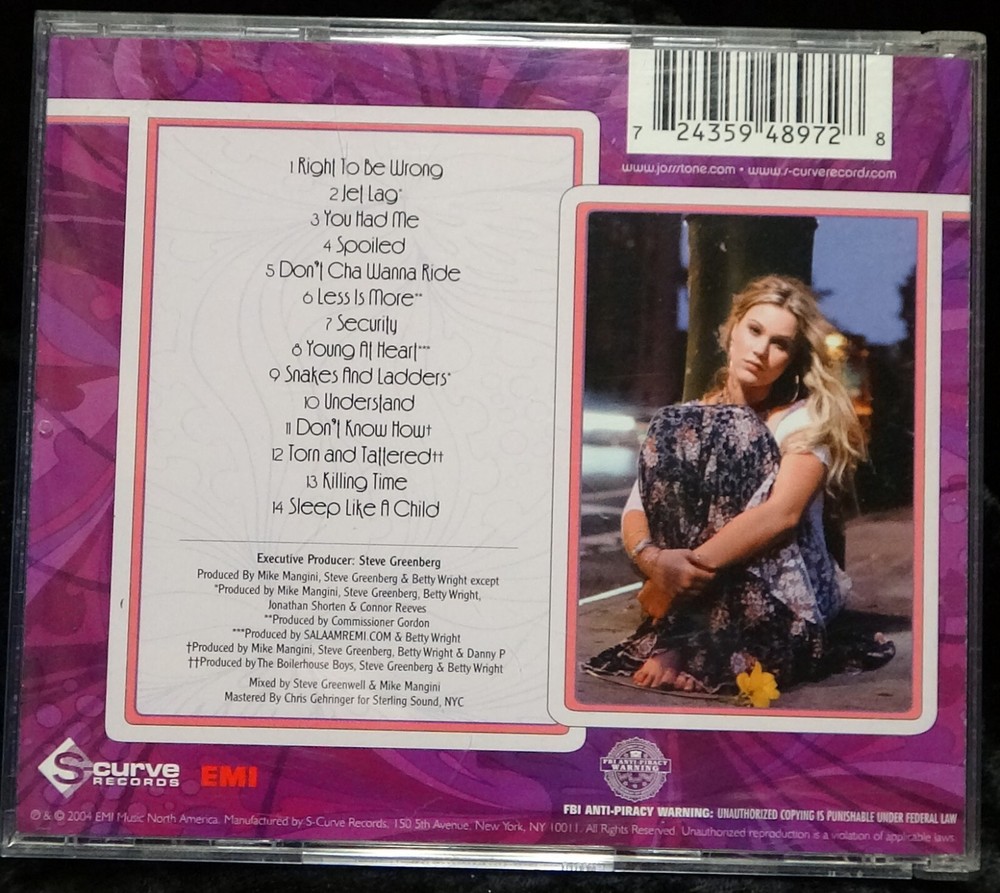 7 24359 48972 8
www.jossstone.com • www.s-curverecords.com
1 Right To Be Wrong
2 Jet Lag*
3 You Had Me
4 Spoiled
5 Don't Cha Wanna Ride
6 Less Is More**
7 Security
8 Young At Heart***
9 Snakes And Ladders*
10 Understand
11 Don't Know How†
12 Torn and Tattered††
13 Killing Time
14 Sleep Like A Child
Executive Producer: Steve Greenberg
Produced By Mike Mangini, Steve Greenberg & Betty Wright except
*Produced by Mike Mangini, Steve Greenberg, Betty Wright,
Jonathan Shorten & Connor Reeves
**Produced by Commissioner Gordon
***Produced by SALAAMREMI.COM & Betty Wright
†Produced by Mike Mangini, Steve Greenberg, Betty Wright & Danny P
††Produced by The Boilerhouse Boys, Steve Greenberg & Betty Wright
Mixed by Steve Greenwell & Mike Mangini
Mastered By Chris Gehringer for Sterling Sound, NYC
S-curve
RECORDS
EMI
FBI ANTI-PIRACY
WARNING
FBI ANTI-PIRACY WARNING: UNAUTHORIZED COPYING IS PUNISHABLE UNDER FEDERAL LAW
℗ & © 2004 EMI Music North America. Manufactured by S-Curve Records, 150 5th Avenue, New York, NY 10011. All Rights Reserved. Unauthorized reproduction is a violation of applicable laws.